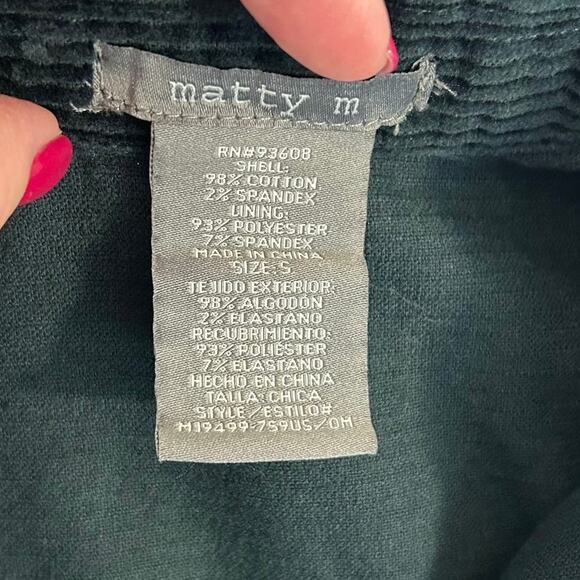 matty m
RN#93608
SHELL:
98% COTTON
2% SPANDEX
LINING:
93% POLYESTER
7% SPANDEX
MADE IN CHINA
SIZE:S
TEJIDO EXTERIOR:
98% ALGODÓN
2% ELASTANO
RECUBRIMIENTO:
93% POLIÉSTER
7% ELASTANO
HECHO EN CHINA
TALLA: CHICA
STYLE/ESTILO#
M19499-759US/OM